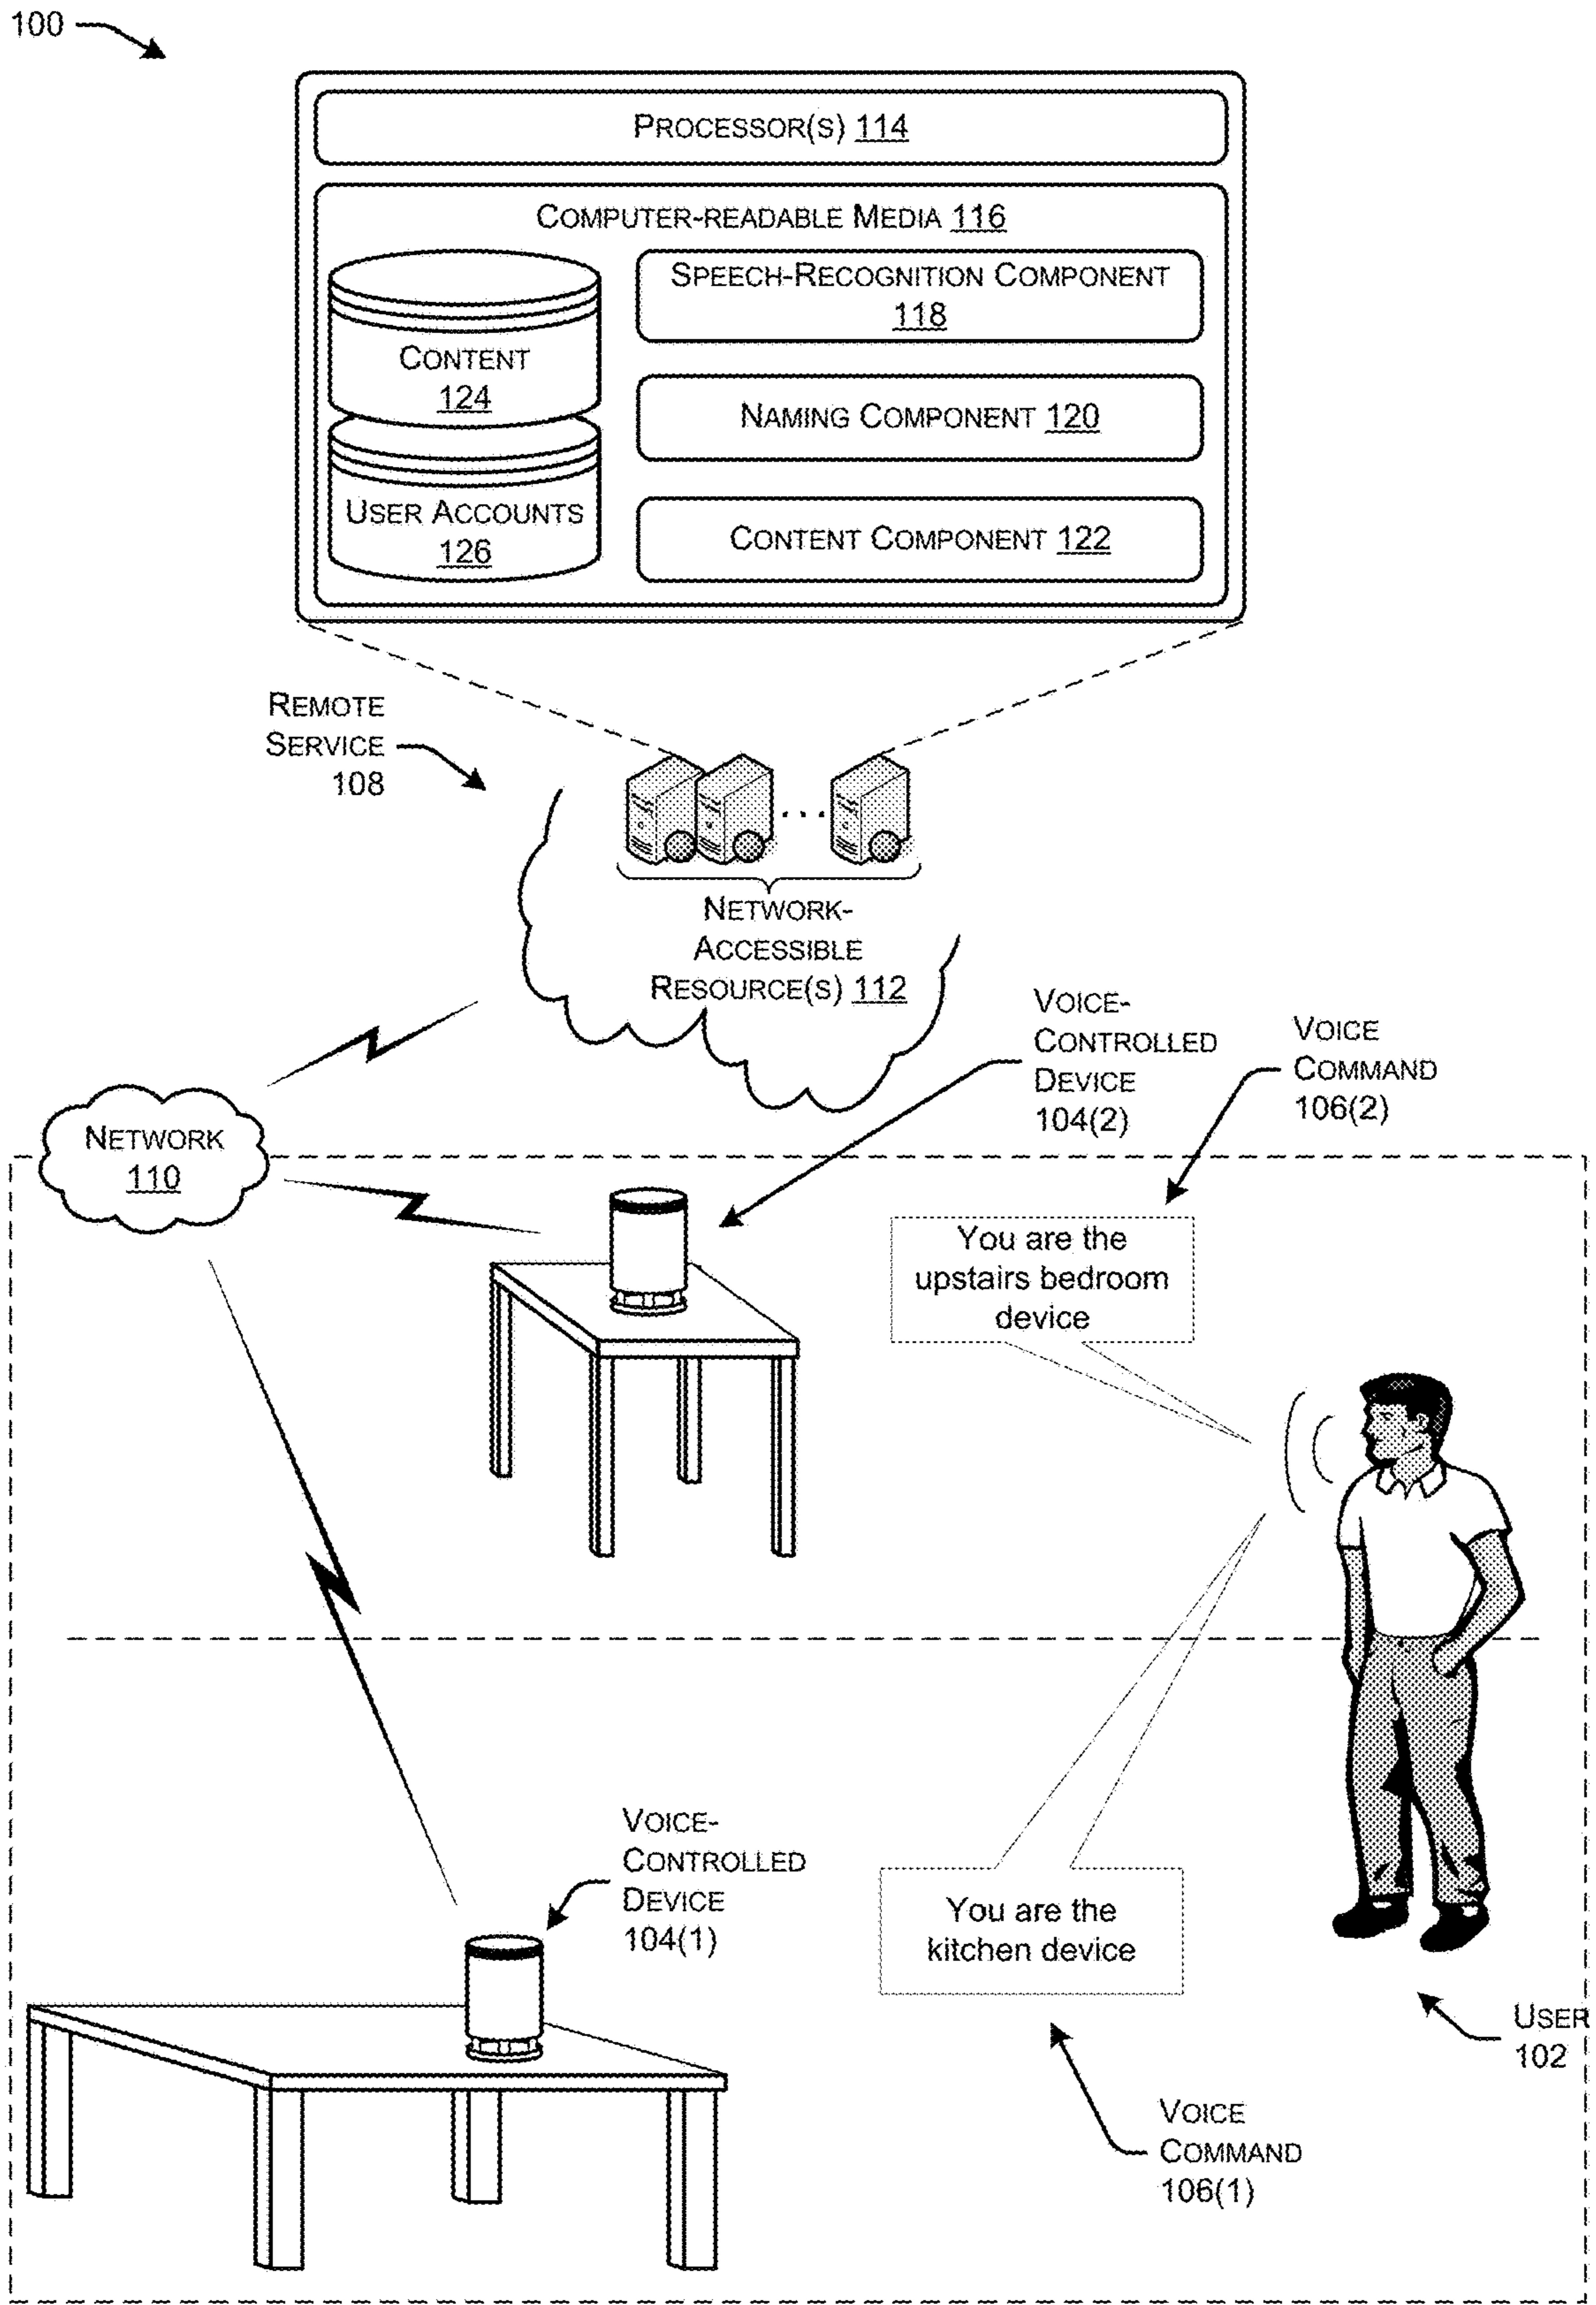 100
PROCESSOR(S) 114
COMPUTER-READABLE MEDIA 116
SPEECH-RECOGNITION COMPONENT
118
CONTENT
124
NAMING COMPONENT 120
USER ACCOUNTS
126
CONTENT COMPONENT 122
REMOTE
SERVICE
108
...
NETWORK-
ACCESSIBLE
RESOURCE(S) 112
VOICE-
CONTROLLED
DEVICE
104(2)
VOICE
COMMAND
106(2)
NETWORK
110
You are the
upstairs bedroom
device
VOICE-
CONTROLLED
DEVICE
104(1)
You are the
kitchen device
USER
102
VOICE
COMMAND
106(1)